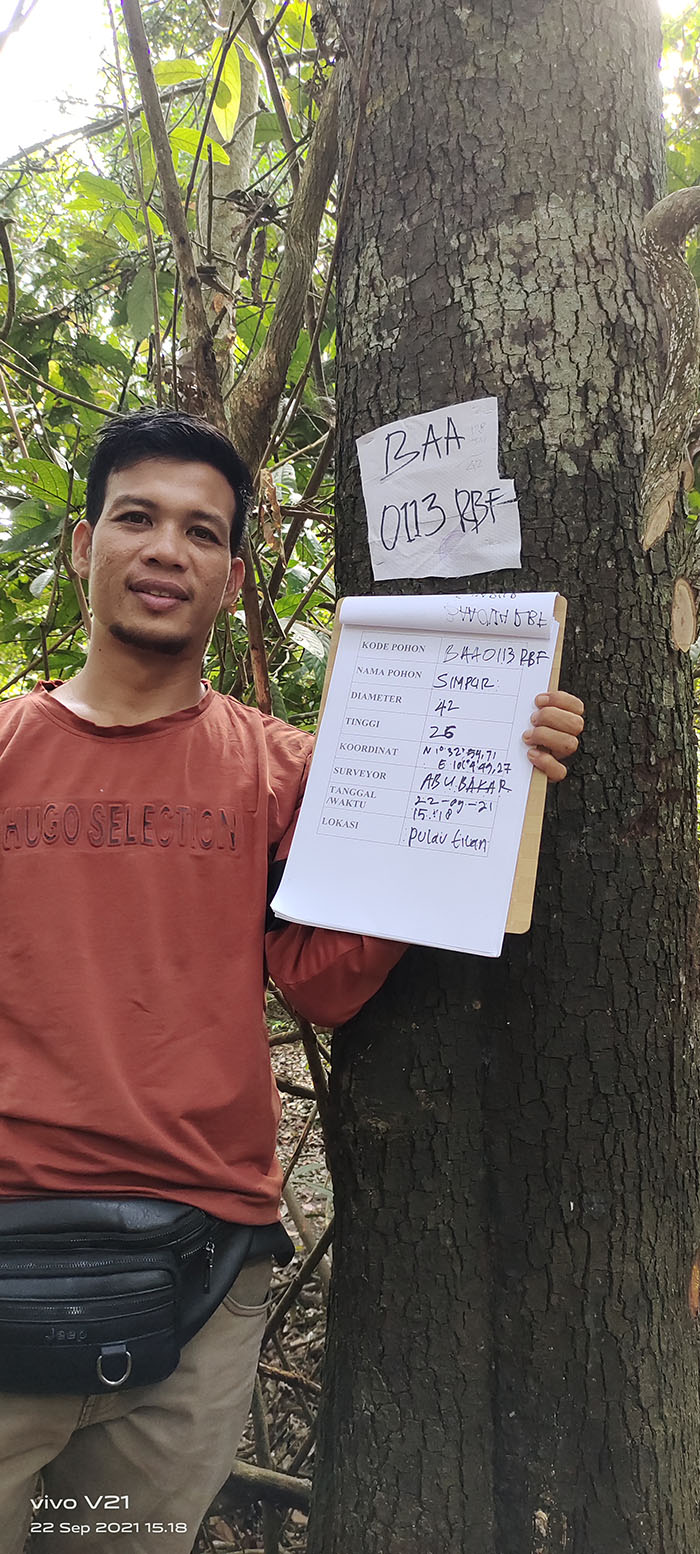 BAA
0113 RBF
KODE POHON BAA0113 RBF
NAMA POHON SIMPUR
DIAMETER 42
TINGGI 26
KOORDINAT N 1° 32' 54,71
E 101° 4' 49,27
SURVEYOR ABU BAKAR
TANGGAL 22-09-21
/WAKTU 15:18
LOKASI Pulau
HUGO SELECTION
Jeep
vivo V21
22 Sep 2021 15.18